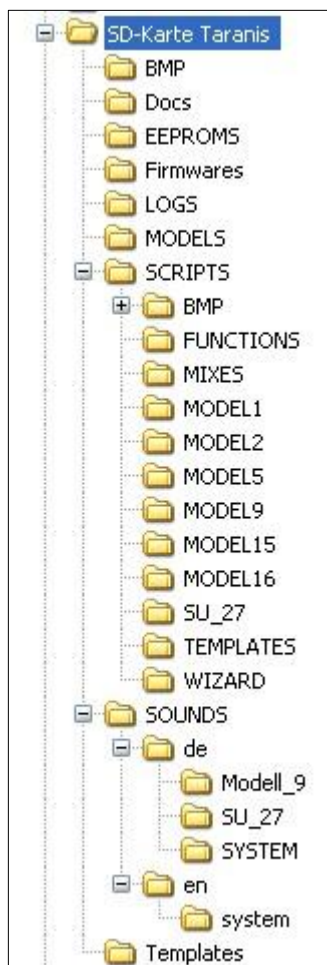 SD-Karte Taranis
BMP
Docs
EEPROMS
Firmwares
LOGS
MODELS
SCRIPTS
BMP
FUNCTIONS
MIXES
MODEL1
MODEL2
MODEL5
MODEL9
MODEL15
MODEL16
SU_27
TEMPLATES
WIZARD
SOUNDS
de
Modell_9
SU_27
SYSTEM
en
system
Templates